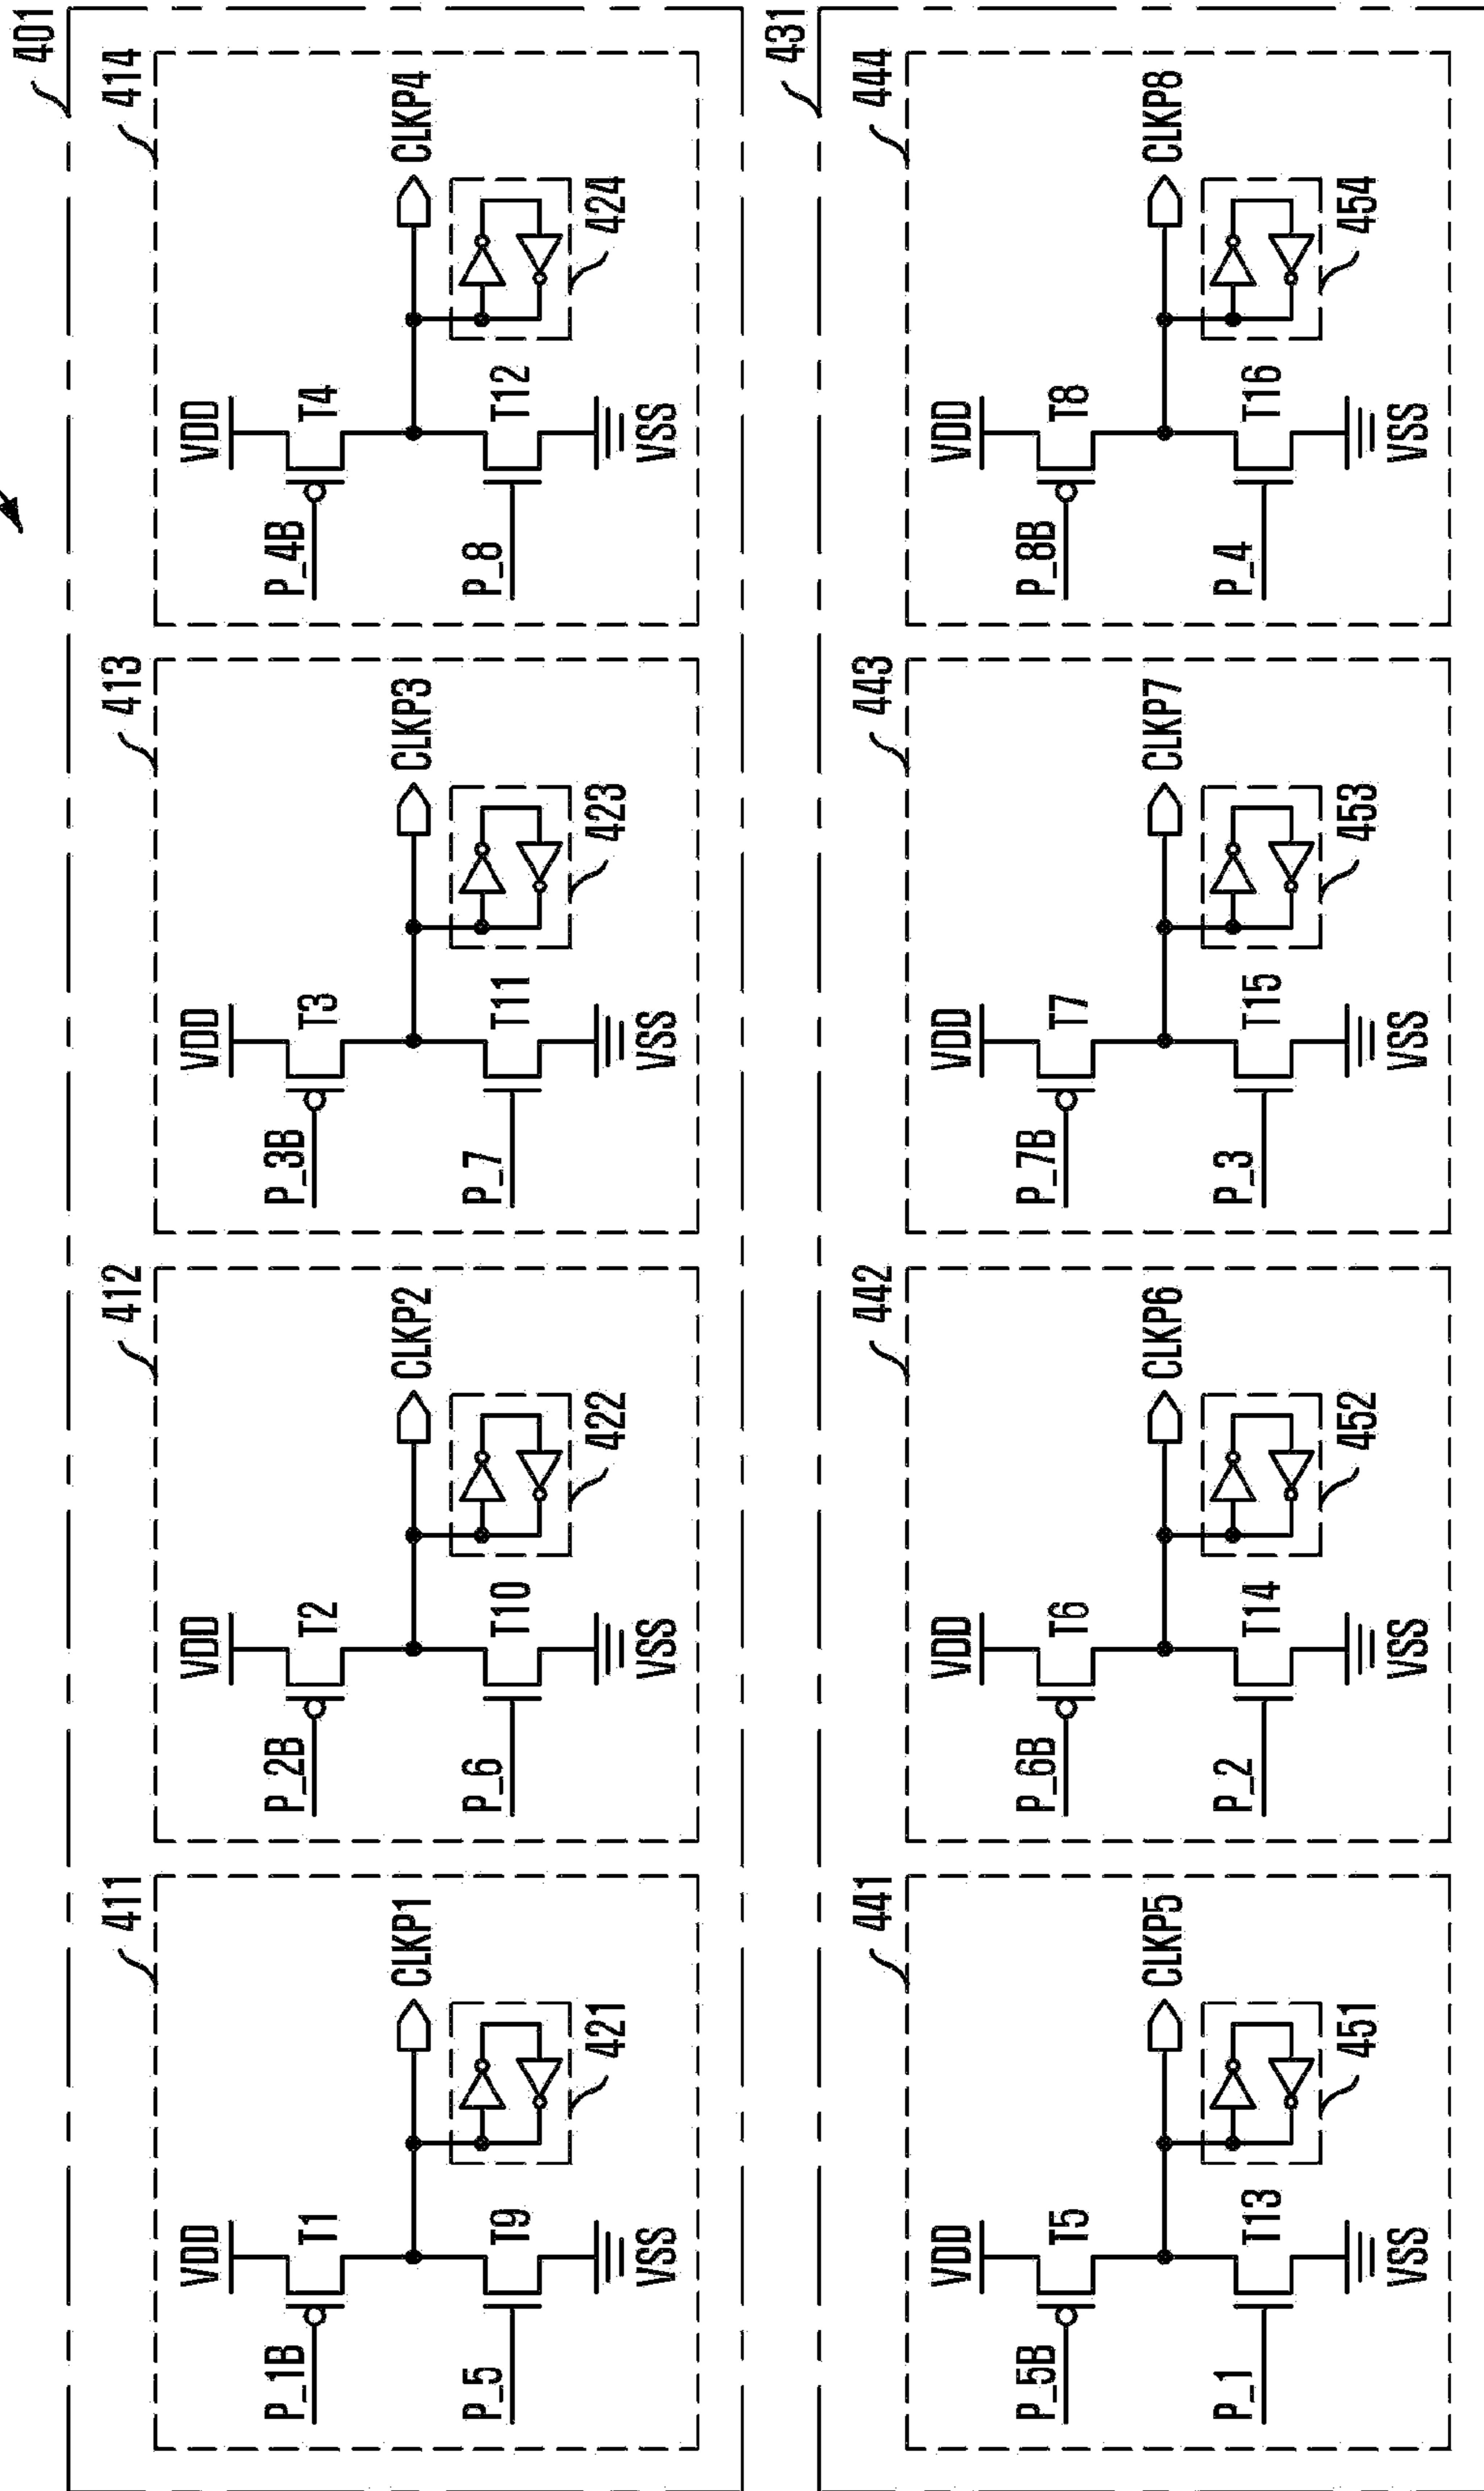 401
411
VDD
P_1B
T1
CLKP1
P_5
T9
421
VSS
412
VDD
P_2B
T2
CLKP2
P_6
T10
422
VSS
413
VDD
P_3B
T3
CLKP3
P_7
T11
423
VSS
414
VDD
P_4B
T4
CLKP4
P_8
T12
424
VSS
431
441
VDD
P_5B
T5
CLKP5
P_1
T13
451
VSS
442
VDD
P_6B
T6
CLKP6
P_2
T14
452
VSS
443
VDD
P_7B
T7
CLKP7
P_3
T15
453
VSS
444
VDD
P_8B
T8
CLKP8
P_4
T16
454
VSS